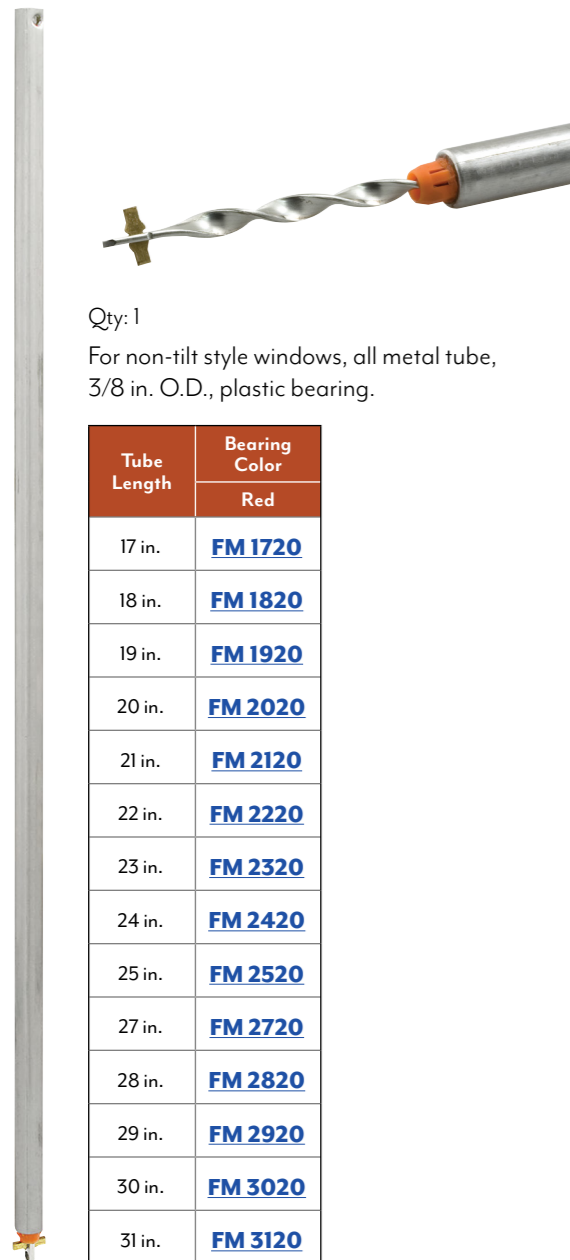 Qty: 1
For non-tilt style windows, all metal tube,
3/8 in. O.D., plastic bearing.
Tube Length
Bearing Color
Red
17 in. FM 1720
18 in. FM 1820
19 in. FM 1920
20 in. FM 2020
21 in. FM 2120
22 in. FM 2220
23 in. FM 2320
24 in. FM 2420
25 in. FM 2520
27 in. FM 2720
28 in. FM 2820
29 in. FM 2920
30 in. FM 3020
31 in. FM 3120